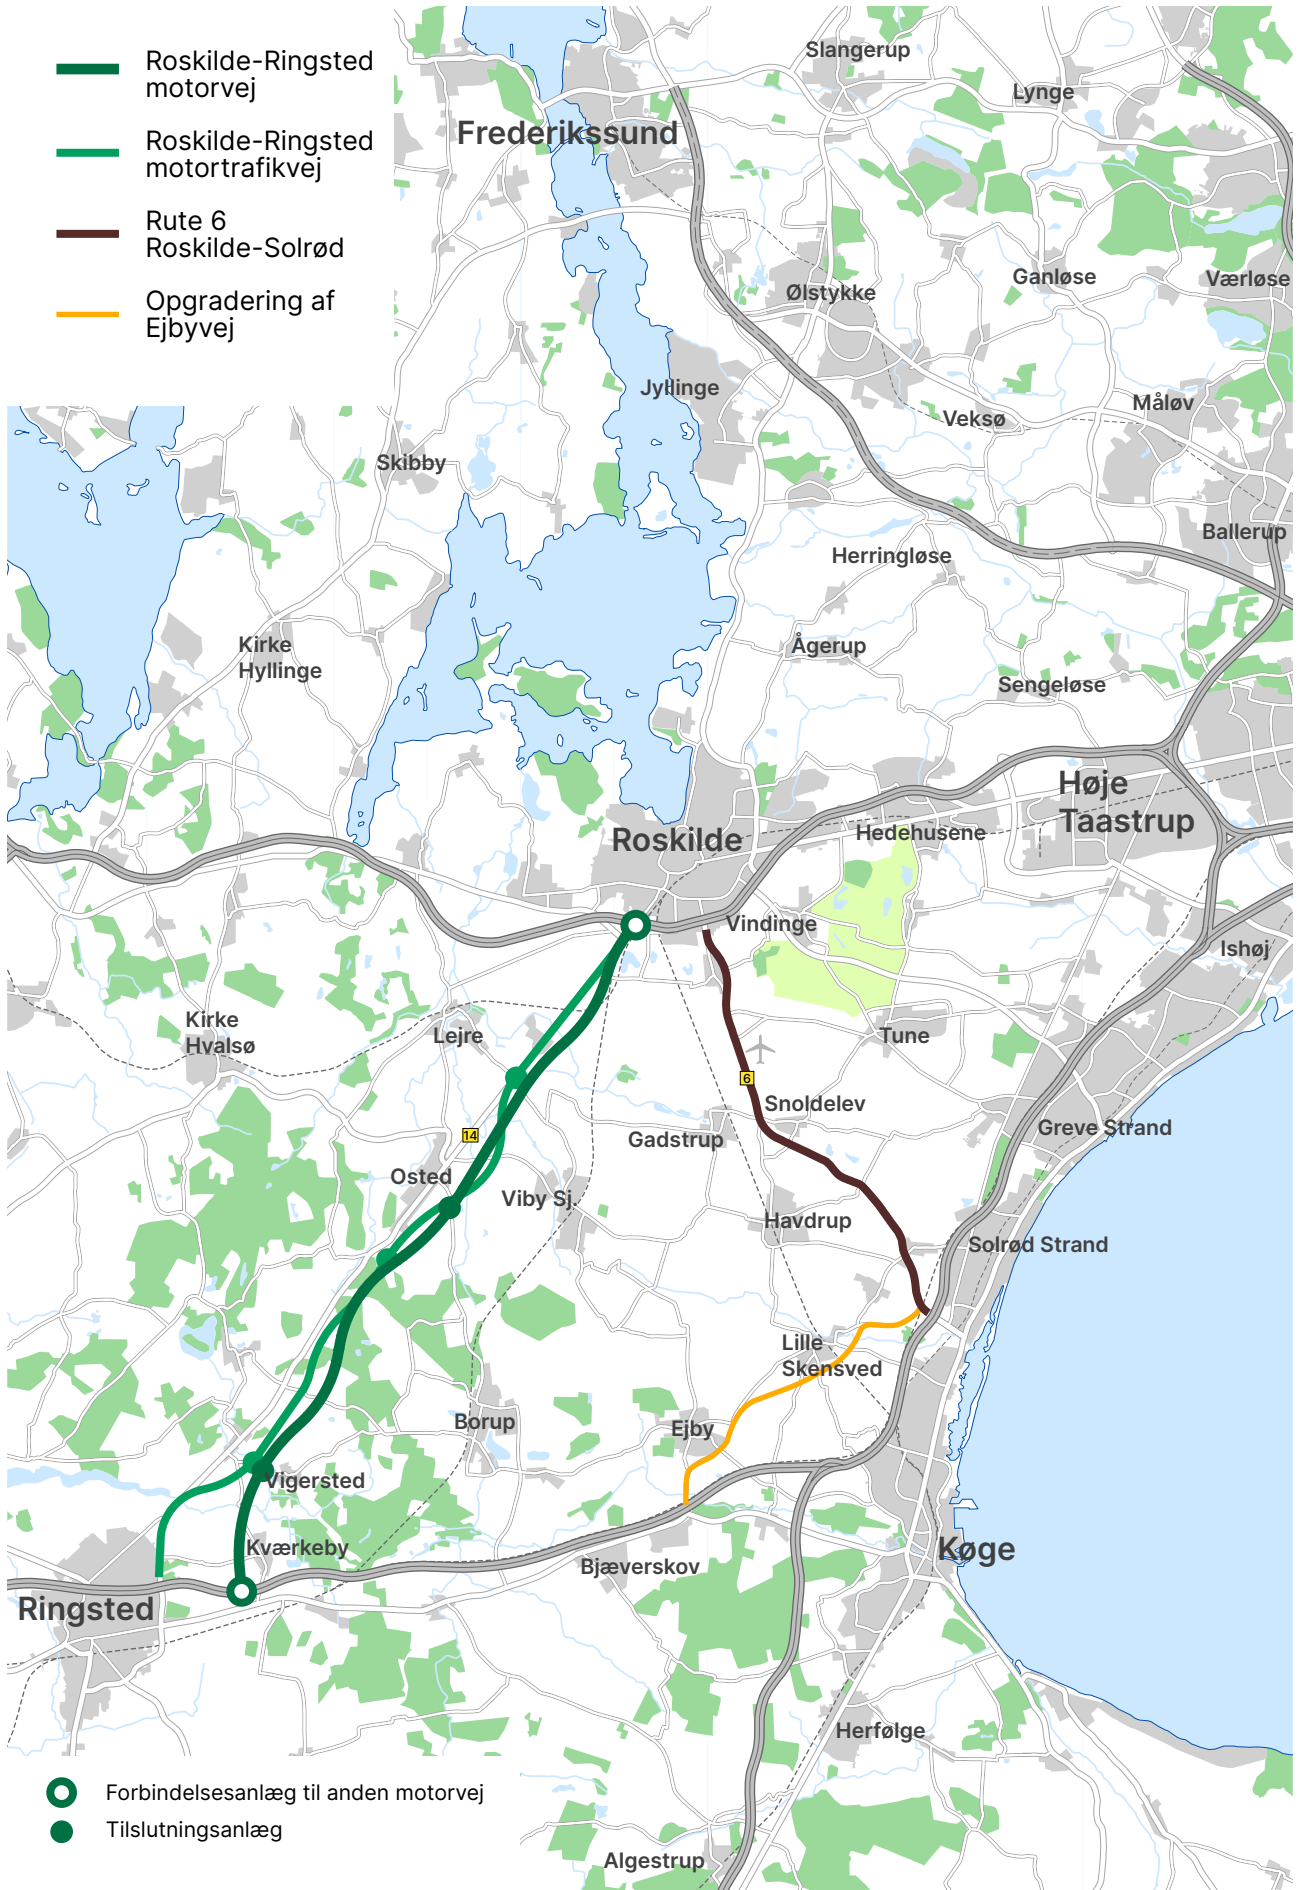 Roskilde-Ringsted
motorvej
Roskilde-Ringsted
motortrafikvej
Rute 6
Roskilde-Solrød
Opgradering af
Ejbyvej
Slangerup
Lynge
Frederikssund
Ganløse
Værløse
Ølstykke
Jyllinge
Måløv
Veksø
Skibby
Ballerup
Herringløse
Kirke
Hyllinge
Ågerup
Sengeløse
Høje
Taastrup
Roskilde
Hedehusene
Vindinge
Ishøj
Kirke
Hvalsø
Lejre
Tune
6
Snoldelev
14
Gadstrup
Greve Strand
Osted
Viby Sj.
Havdrup
Solrød Strand
Lille
Skensved
Borup
Ejby
Vigersted
Kværkeby
Bjæverskov
Køge
Ringsted
Herfølge
Forbindelsesanlæg til anden motorvej
Tilslutningsanlæg
Algestrup